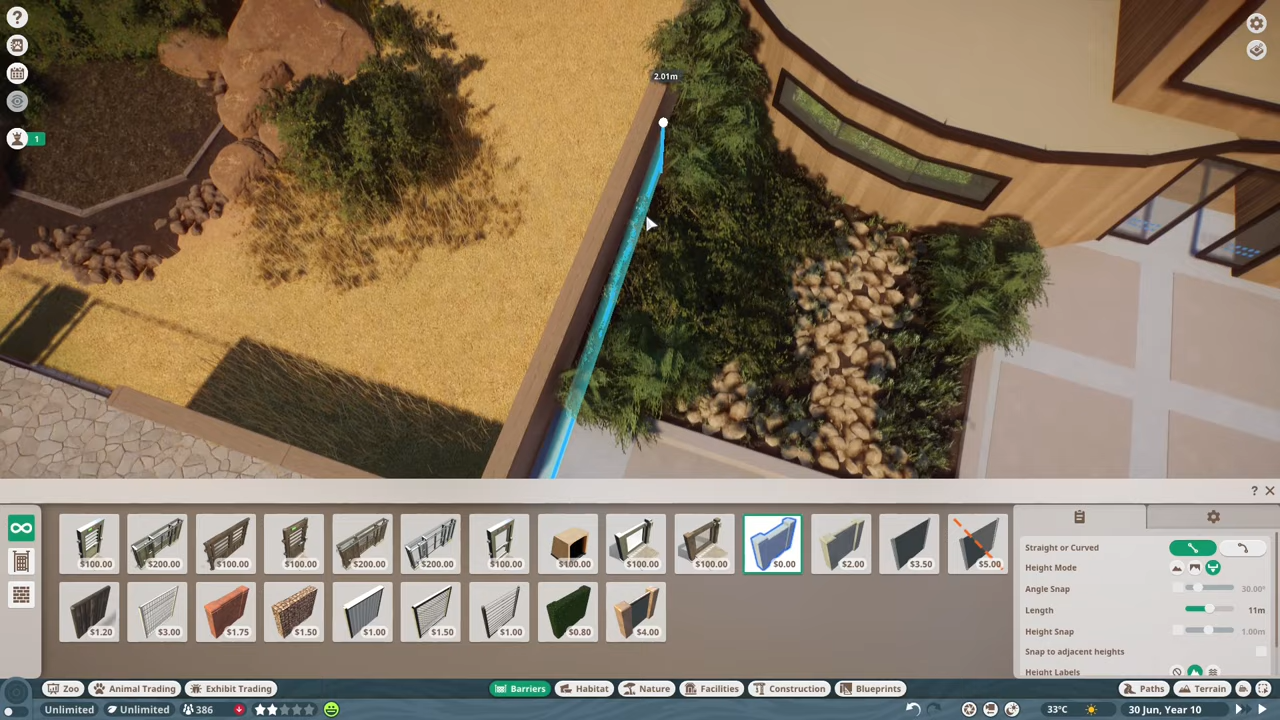 ?
1
2.01m
? ×
$100.00 $200.00 $100.00 $100.00 $200.00 $200.00 $100.00 $100.00 $100.00 $100.00 $0.00 $2.00 $3.50 $5.00
$1.20 $3.00 $1.75 $1.50 $1.00 $1.50 $1.00 $0.80 $4.00
Straight or Curved
Height Mode
Angle Snap 30.00°
Length 11m
Height Snap 1.00m
Snap to adjacent heights
Height Labels
Zoo Animal Trading Exhibit Trading Barriers Habitat Nature Facilities Construction Blueprints Paths Terrain
Unlimited Unlimited 386 33°C 30 Jun, Year 10